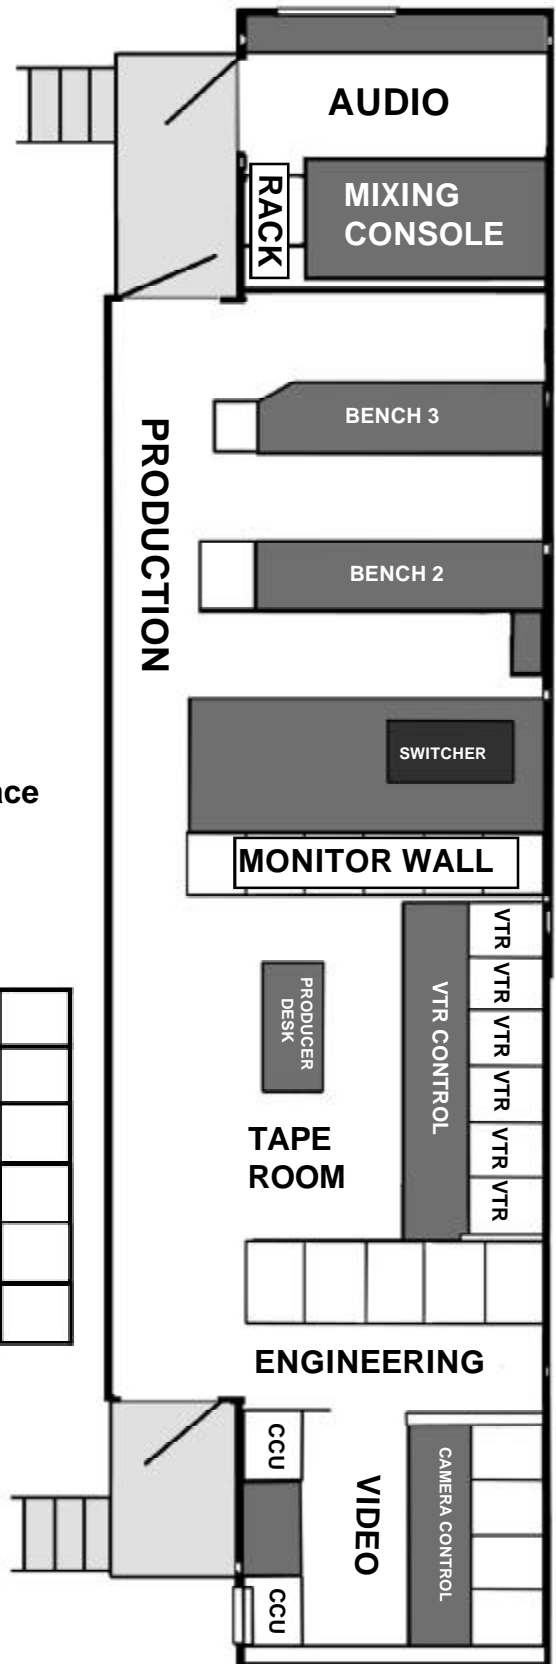 AUDIO
RACK
MIXING
CONSOLE
PRODUCTION
BENCH 3
BENCH 2
SWITCHER
MONITOR WALL
PRODUCER
DESK
VTR CONTROL
VTR
VTR
VTR
VTR
VTR
VTR
TAPE
ROOM
ENGINEERING
CCU
VIDEO
CAMERA CONTROL
CCU